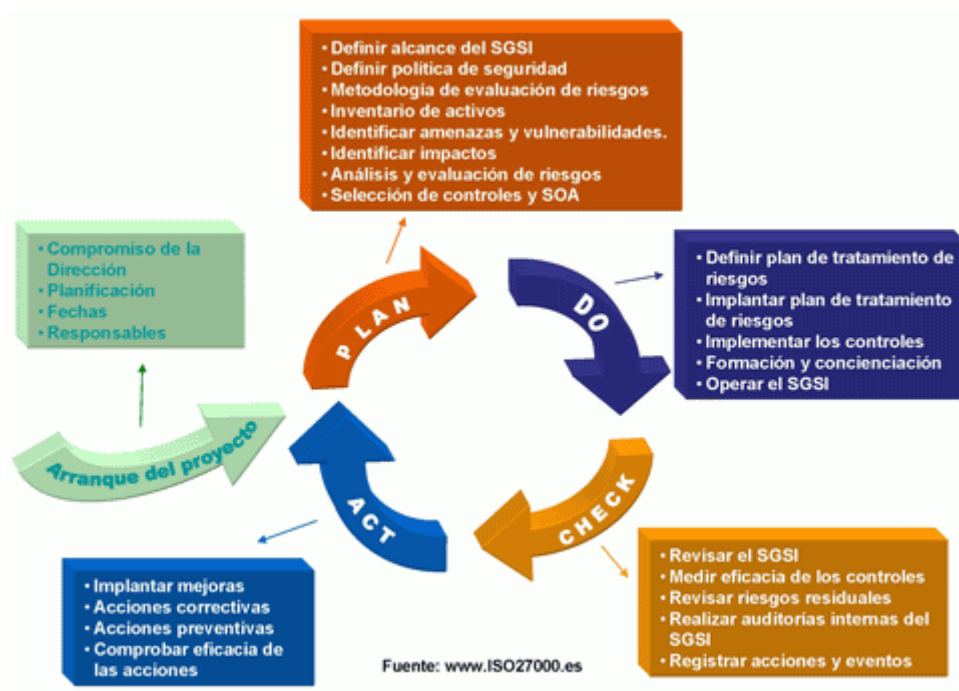 • Definir alcance del SGSI
• Definir política de seguridad
• Metodología de evaluación de riesgos
• Inventario de activos
• Identificar amenazas y vulnerabilidades.
• Identificar impactos
• Análisis y evaluación de riesgos
• Selección de controles y SOA
• Compromiso de la
Dirección
• Planificación
• Fechas
• Responsables
Arranque del proyecto
PLAN
DO
• Definir plan de tratamiento de
riesgos
• Implantar plan de tratamiento
de riesgos
• Implementar los controles
• Formación y concienciación
• Operar el SGSI
CHECK
• Revisar el SGSI
• Medir eficacia de los controles
• Revisar riesgos residuales
• Realizar auditorías internas del
SGSI
• Registrar acciones y eventos
ACT
• Implantar mejoras
• Acciones correctivas
• Acciones preventivas
• Comprobar eficacia de
las acciones
Fuente: www.ISO27000.es